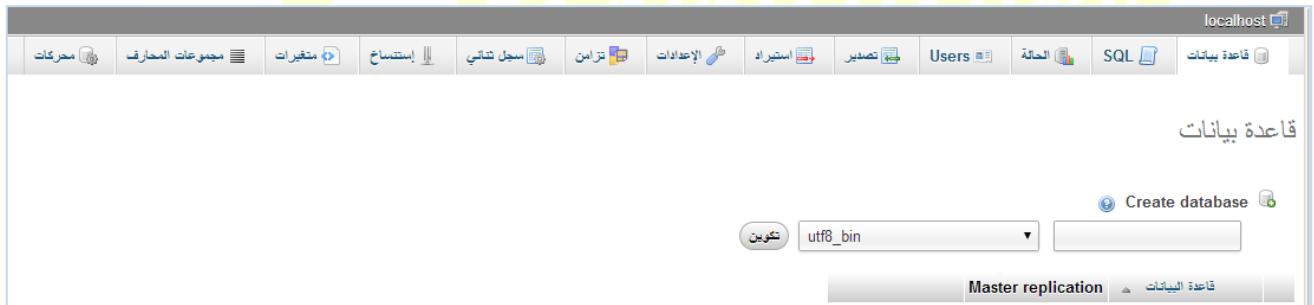 localhost
قاعدة بيانات SQL الحالة Users تصدير استيراد الإعدادات تزامن سجل ثنائي إستنساخ متغيرات مجموعات المحارف محركات
قاعدة بيانات
Create database
utf8_bin تكوين
قاعدة البيانات Master replication